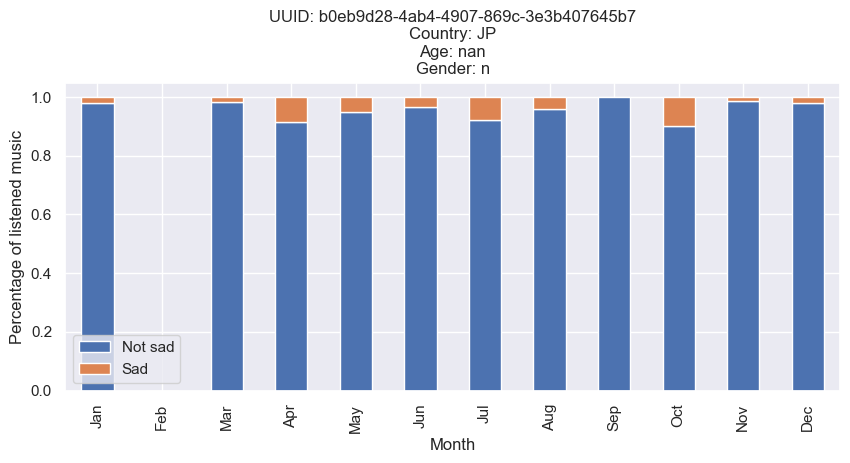 UUID: b0eb9d28-4ab4-4907-869c-3e3b407645b7
Country: JP
Age: nan
Gender: n
Percentage of listened music
1.0
0.8
0.6
0.4
0.2
0.0
Not sad
Sad
Jan
Feb
Mar
Apr
May
Jun
Jul
Aug
Sep
Oct
Nov
Dec
Month